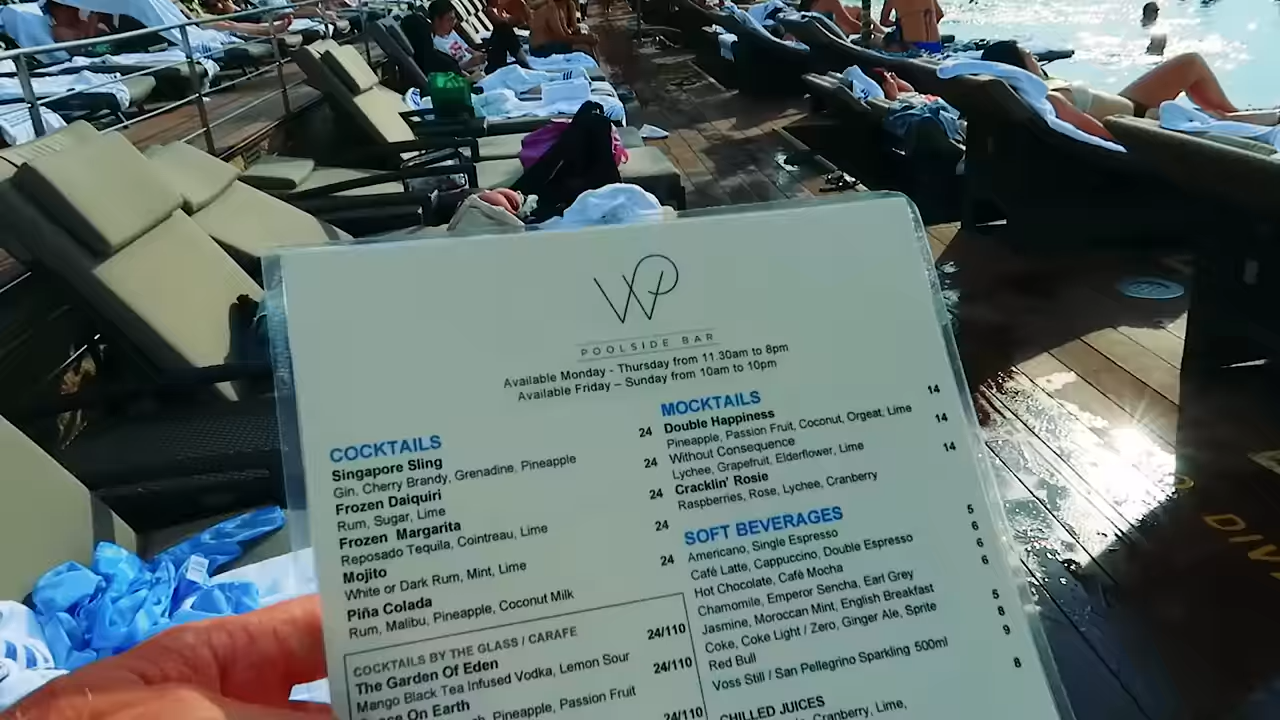 WP
POOLSIDE BAR
Available Monday - Thursday from 11.30am to 8pm
Available Friday – Sunday from 10am to 10pm
COCKTAILS
Singapore Sling 24
Gin, Cherry Brandy, Grenadine, Pineapple
Frozen Daiquiri 24
Rum, Sugar, Lime
Frozen Margarita 24
Reposado Tequila, Cointreau, Lime
Mojito 24
White or Dark Rum, Mint, Lime
Piña Colada 24
Rum, Malibu, Pineapple, Coconut Milk
COCKTAILS BY THE GLASS / CARAFE
The Garden Of Eden 24/110
Mango Black Tea Infused Vodka, Lemon Sour
On Earth 24/110
Pineapple, Passion Fruit
24/110
MOCKTAILS
Double Happiness 14
Pineapple, Passion Fruit, Coconut, Orgeat, Lime
Without Consequence 14
Lychee, Grapefruit, Elderflower, Lime
Cracklin' Rosie 14
Raspberries, Rose, Lychee, Cranberry
SOFT BEVERAGES
Americano, Single Espresso 5
Café Latte, Cappuccino, Double Espresso 6
Hot Chocolate, Café Mocha 6
Chamomile, Emperor Sencha, Earl Grey 6
Jasmine, Moroccan Mint, English Breakfast
Coke, Coke Light / Zero, Ginger Ale, Sprite 5
Red Bull 8
Voss Still / San Pellegrino Sparkling 500ml 9
CHILLED JUICES
Cranberry, Lime, 8
DIV